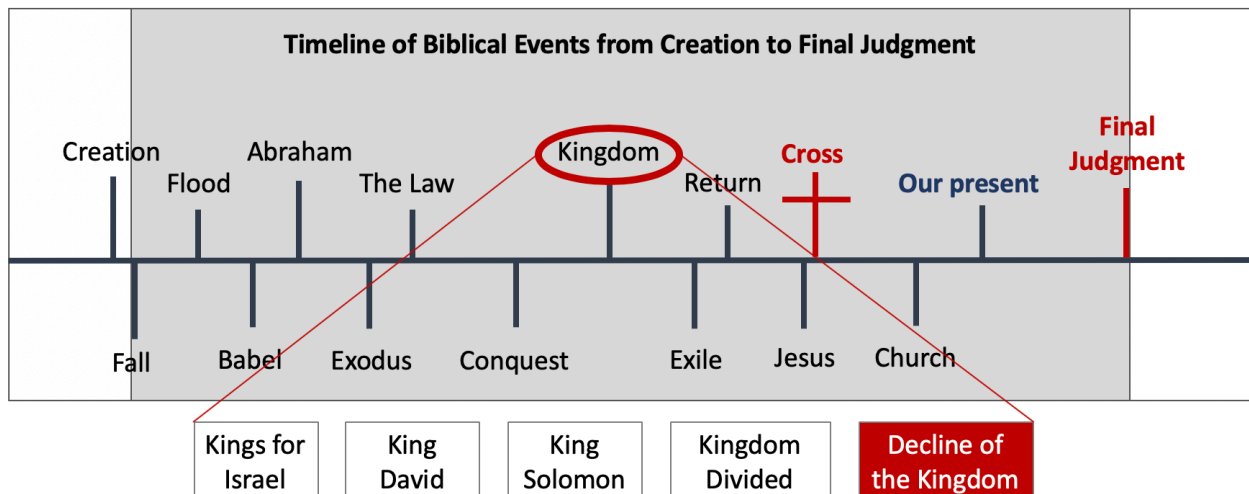 Timeline of Biblical Events from Creation to Final Judgment
Creation
Flood
Abraham
The Law
Kingdom
Return
Cross
Our present
Final
Judgment
Fall
Babel
Exodus
Conquest
Exile
Jesus
Church
Kings for
Israel
King
David
King
Solomon
Kingdom
Divided
Decline of
the Kingdom